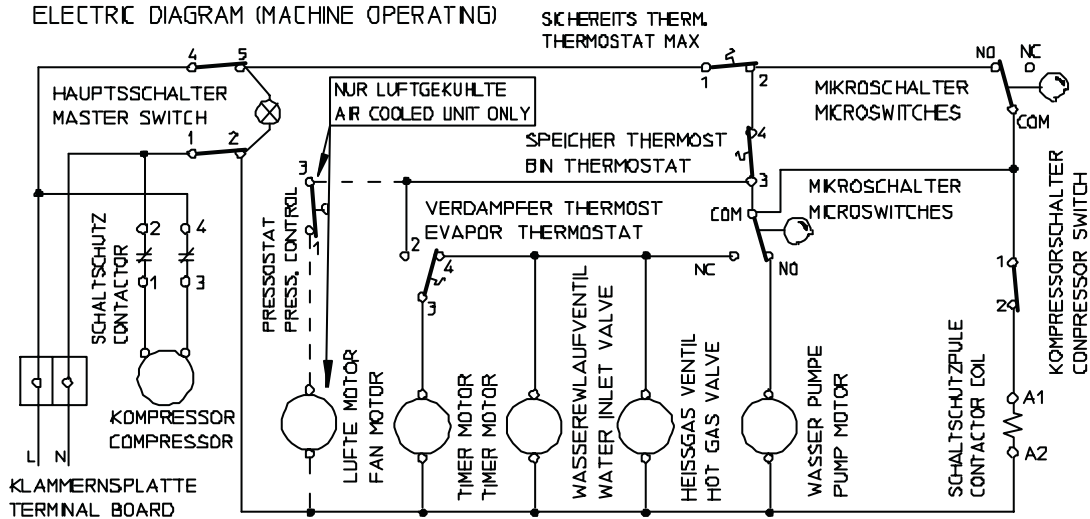 ELECTRIC DIAGRAM (MACHINE OPERATING)
SICHEREITS THERM.
THERMOSTAT MAX
4
5
1
2
NO
NC
COM
HAUPTSSCHALTER
MASTER SWITCH
NUR LUFTGEKUHLTE
AIR COOLED UNIT ONLY
MIKROSCHALTER
MICROSWITCHES
1
2
SPEICHER THERMOST
BIN THERMOSTAT
4
3
3
1
PRESSOSTAT
PRESS. CONTROL
VERDAMPFER THERMOST
EVAPOR THERMOSTAT
2
4
3
MIKROSCHALTER
MICROSWITCHES
COM
NC
NO
2
4
1
3
SCHALTSCHUTZ
CONTACTOR
1
2
KOMPRESSORSCHALTER
CONPRESSOR SWITCH
KOMPRESSOR
COMPRESSOR
LUFTE MOTOR
FAN MOTOR
TIMER MOTOR
TIMER MOTOR
WASSEREWLAUFVENTIL
WATER INLET VALVE
HEISSGAS VENTIL
HOT GAS VALVE
WASSER PUMPE
PUMP MOTOR
SCHALTSCHUTZPULE
CONTACTOR COIL
A1
A2
L
N
KLAMMERNSPLATTE
TERMINAL BOARD